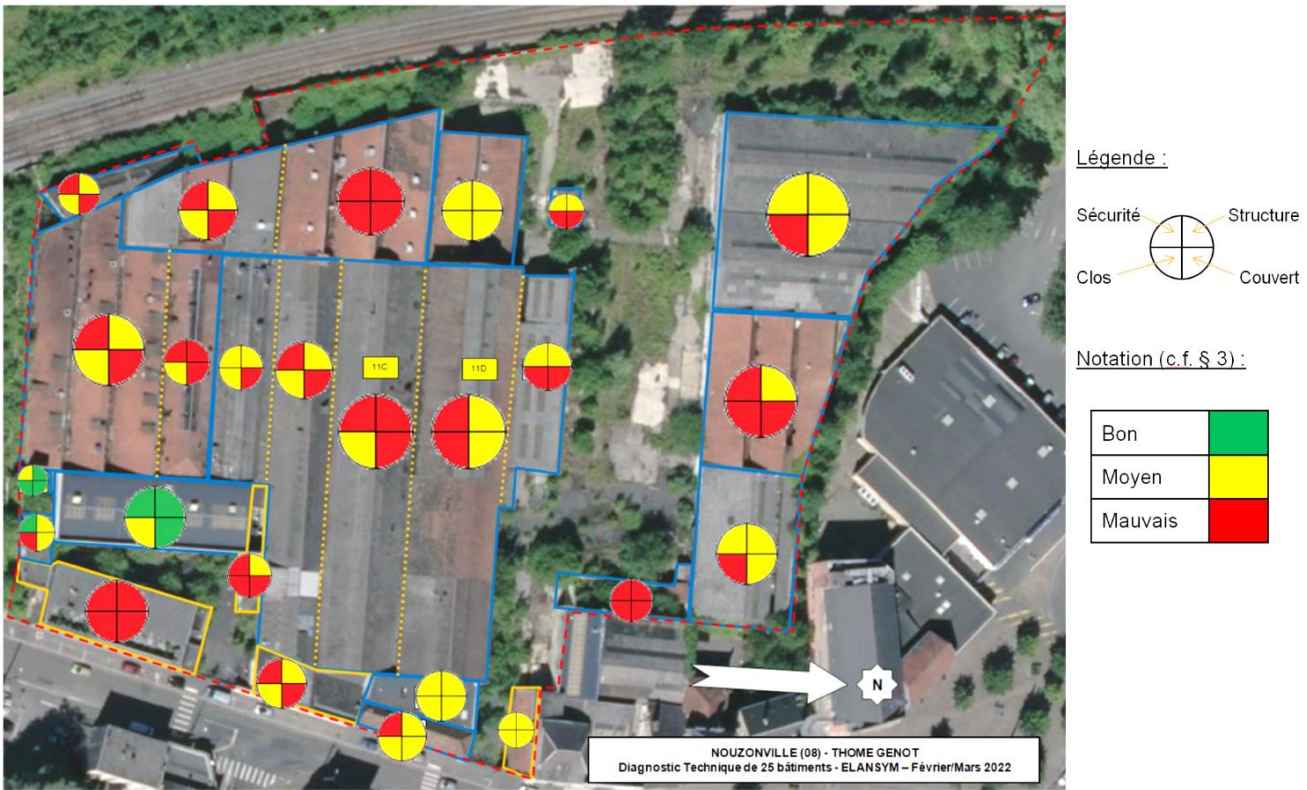 11C
11D
N
NOUZONVILLE (08) - THOME GENOT
Diagnostic Technique de 25 bâtiments - ELANSYM – Février/Mars 2022
Légende :
Sécurité
Structure
Clos
Couvert
Notation (c.f. § 3) :
Bon
Moyen
Mauvais